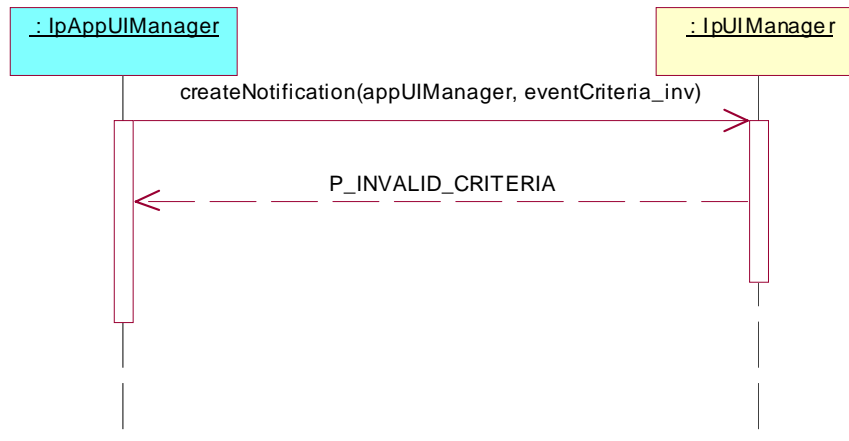 : IpAppUIManager
: IpUIManager
createNotification(appUIManager, eventCriteria_inv)
P_INVALID_CRITERIA